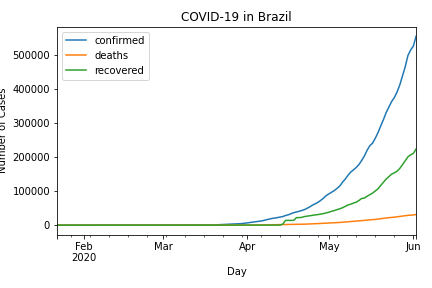 COVID-19 in Brazil
confirmed
deaths
recovered
500000
400000
300000
200000
100000
0
Number of Cases
Feb Mar Apr May Jun
2020
Day